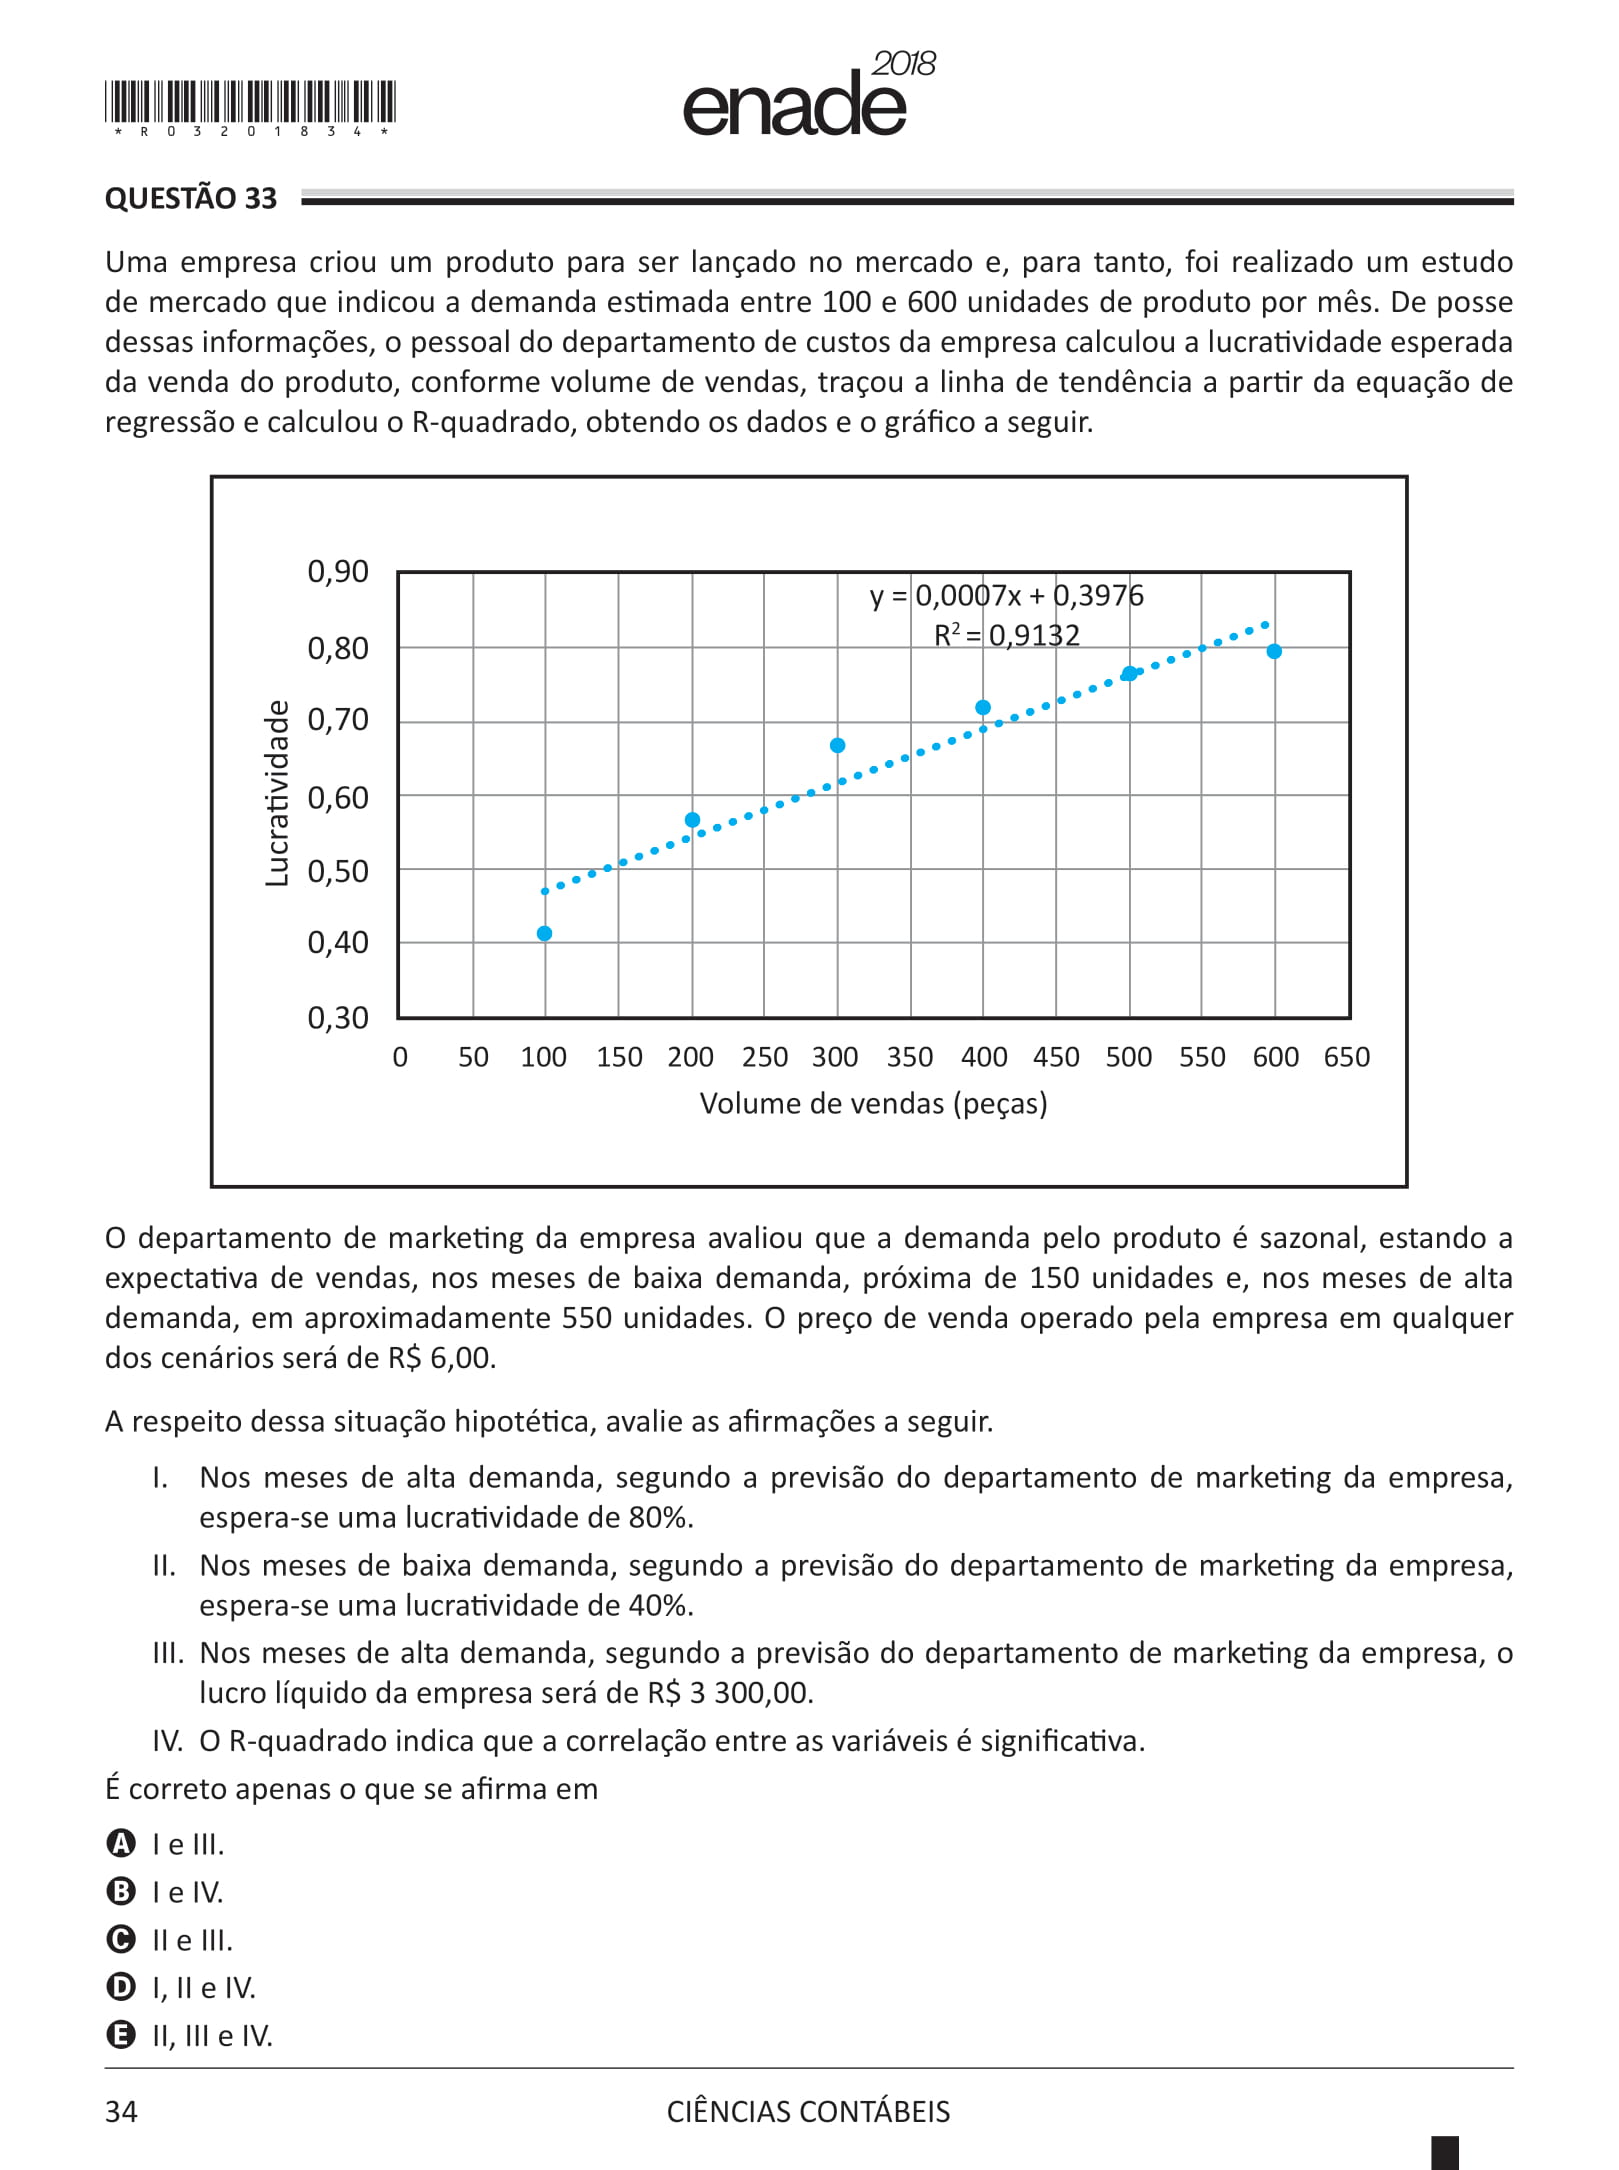 *R03201834*
enade 2018
QUESTÃO 33
Uma empresa criou um produto para ser lançado no mercado e, para tanto, foi realizado um estudo
de mercado que indicou a demanda estimada entre 100 e 600 unidades de produto por mês. De posse
dessas informações, o pessoal do departamento de custos da empresa calculou a lucratividade esperada
da venda do produto, conforme volume de vendas, traçou a linha de tendência a partir da equação de
regressão e calculou o R-quadrado, obtendo os dados e o gráfico a seguir.
y = 0,0007x + 0,3976
R² = 0,9132
Lucratividade
0,90
0,80
0,70
0,60
0,50
0,40
0,30
0 50 100 150 200 250 300 350 400 450 500 550 600 650
Volume de vendas (peças)
O departamento de marketing da empresa avaliou que a demanda pelo produto é sazonal, estando a
expectativa de vendas, nos meses de baixa demanda, próxima de 150 unidades e, nos meses de alta
demanda, em aproximadamente 550 unidades. O preço de venda operado pela empresa em qualquer
dos cenários será de R$ 6,00.
A respeito dessa situação hipotética, avalie as afirmações a seguir.
I. Nos meses de alta demanda, segundo a previsão do departamento de marketing da empresa,
espera-se uma lucratividade de 80%.
II. Nos meses de baixa demanda, segundo a previsão do departamento de marketing da empresa,
espera-se uma lucratividade de 40%.
III. Nos meses de alta demanda, segundo a previsão do departamento de marketing da empresa, o
lucro líquido da empresa será de R$ 3 300,00.
IV. O R-quadrado indica que a correlação entre as variáveis é significativa.
É correto apenas o que se afirma em
A I e III.
B I e IV.
C II e III.
D I, II e IV.
E II, III e IV.
34
CIÊNCIAS CONTÁBEIS